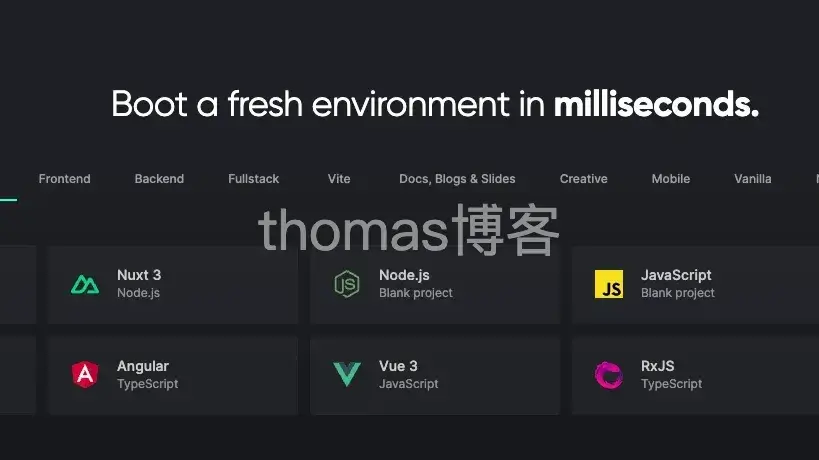 Boot a fresh environment in milliseconds.
Frontend Backend Fullstack Vite Docs, Blogs & Slides Creative Mobile Vanilla
thomas博客
Nuxt 3 Node.js JavaScript
Node.js Blank project Blank project
JS JS
Angular Vue 3 RxJS
TypeScript JavaScript TypeScript